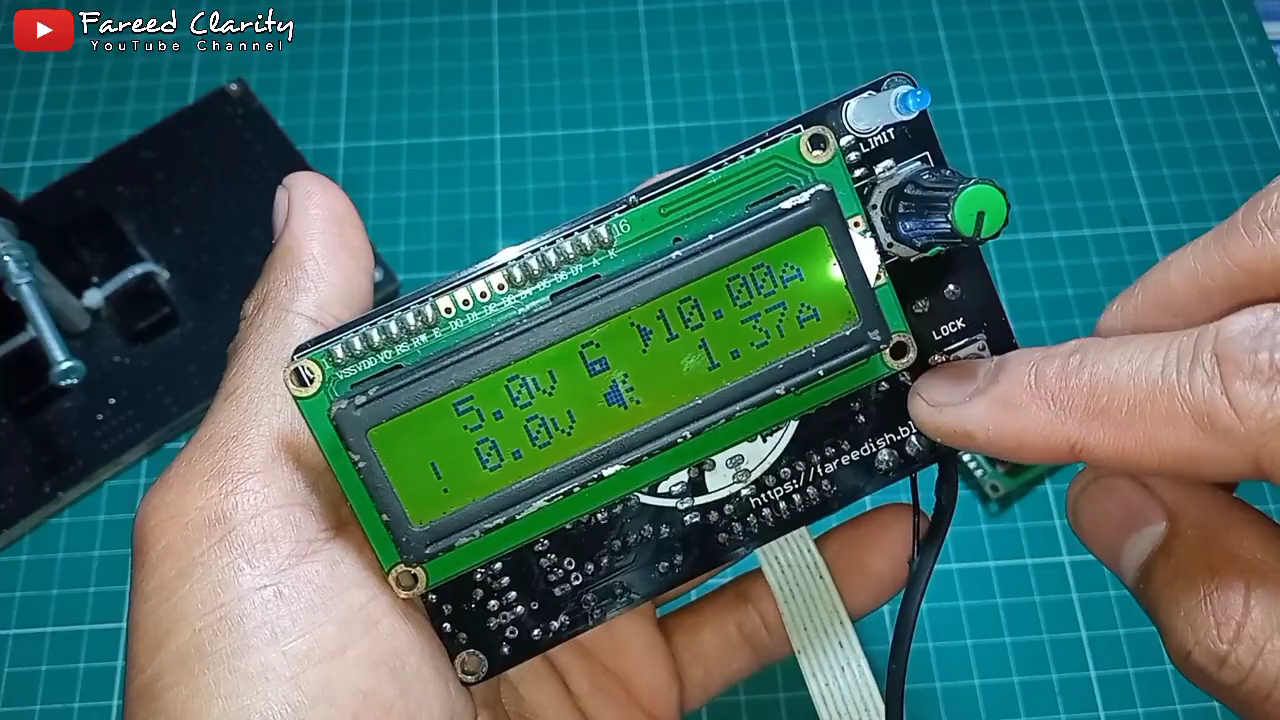 Fareed Clarity
YouTube Channel
LIMIT
16
VSS VDD VO RS RW E D0 D1 D2 D3 D4 D5 D6 D7 A K
5.0v 6 >10.00A
! 0.0v 1.37A
LOCK
https://fareedish.bl